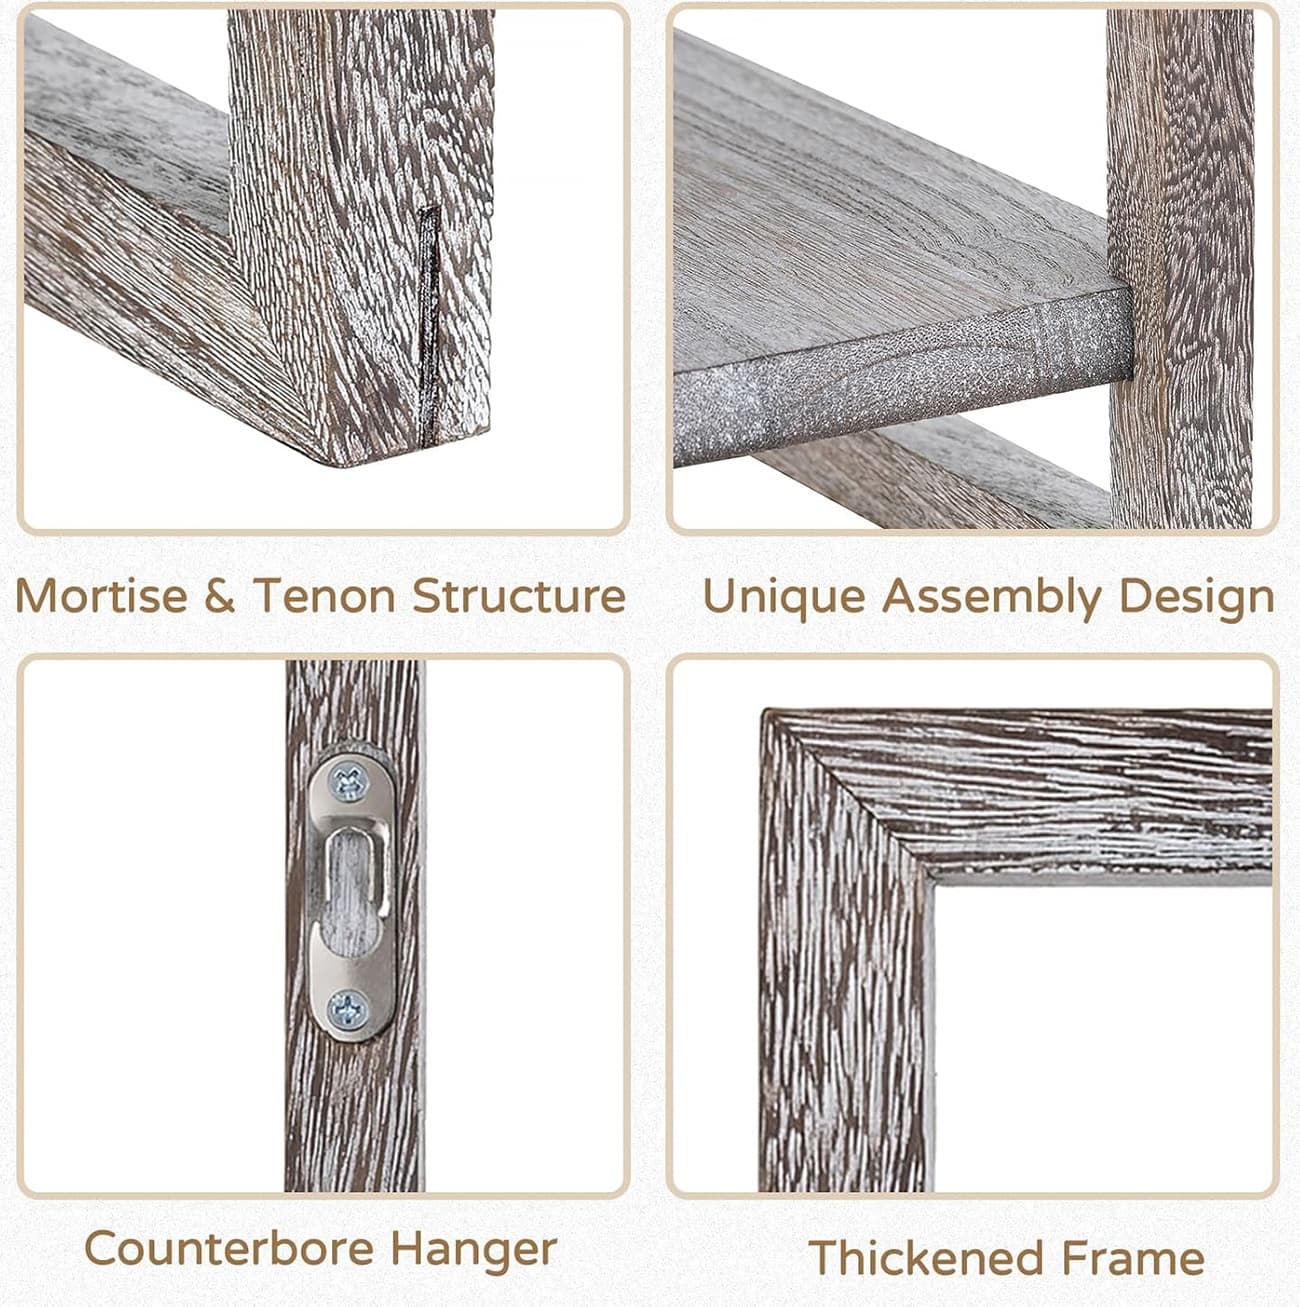 Mortise & Tenon Structure
Unique Assembly Design
Counterbore Hanger
Thickened Frame